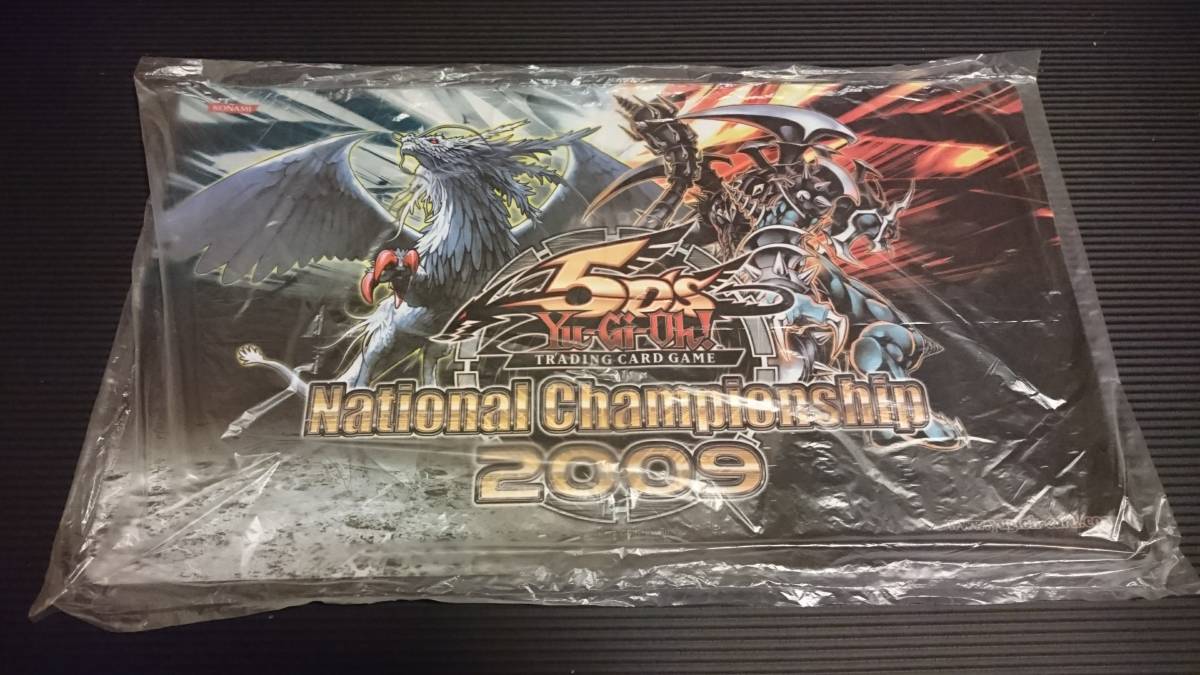 KONAMI
5D's
Yu-Gi-Oh!
TRADING CARD GAME
National Championship
2009